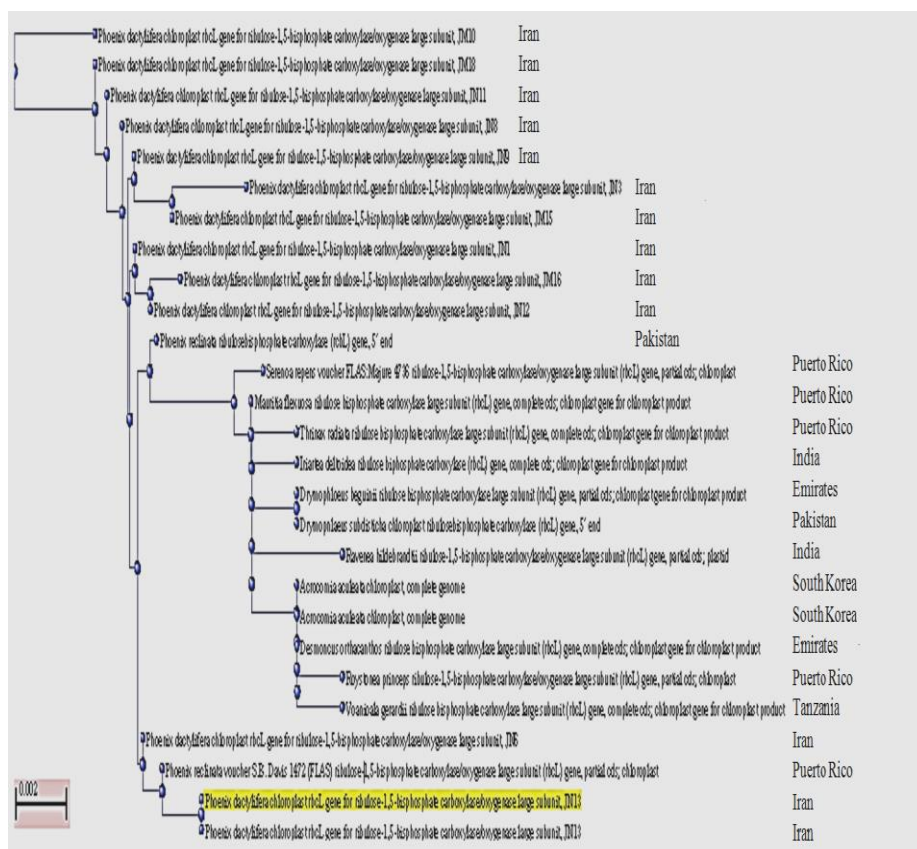 Phoenix dactylifera chloroplast rbcL gene for ribulose-1,5-bisphosphate carboxylase/oxygenase large subunit, JM10 Iran
Phoenix dactylifera chloroplast rbcL gene for ribulose-1,5-bisphosphate carboxylase/oxygenase large subunit, JM18 Iran
Phoenix dactylifera chloroplast rbcL gene for ribulose-1,5-bisphosphate carboxylase/oxygenase large subunit, JN11 Iran
Phoenix dactylifera chloroplast rbcL gene for ribulose-1,5-bisphosphate carboxylase/oxygenase large subunit, JN8 Iran
Phoenix dactylifera chloroplast rbcL gene for ribulose-1,5-bisphosphate carboxylase/oxygenase large subunit, JN9 Iran
Phoenix dactylifera chloroplast rbcL gene for ribulose-1,5-bisphosphate carboxylase/oxygenase large subunit, JN3 Iran
Phoenix dactylifera chloroplast rbcL gene for ribulose-1,5-bisphosphate carboxylase/oxygenase large subunit, JM15 Iran
Phoenix dactylifera chloroplast rbcL gene for ribulose-1,5-bisphosphate carboxylase/oxygenase large subunit, JN1 Iran
Phoenix dactylifera chloroplast rbcL gene for ribulose-1,5-bisphosphate carboxylase/oxygenase large subunit, JM16 Iran
Phoenix dactylifera chloroplast rbcL gene for ribulose-1,5-bisphosphate carboxylase/oxygenase large subunit, JN12 Iran
Phoenix reclinata ribulosebisphosphate carboxylase (rbcL) gene, 5' end Pakistan
Serenoa repens voucher FLAS:Majure 4736 ribulose-1,5-bisphosphate carboxylase/oxygenase large subunit (rbcL) gene, partial cds; chloroplast Puerto Rico
Mauritia flexuosa ribulose bisphosphate carboxylase large subunit (rbcL) gene, complete cds; chloroplast gene for chloroplast product Puerto Rico
Thrinax radiata ribulose bisphosphate carboxylase large subunit (rbcL) gene, complete cds; chloroplast gene for chloroplast product Puerto Rico
Iriartea deltoidea ribulose biphosphate carboxylase (rbcL) gene, complete cds; chloroplast gene for chloroplast product India
Drymophloeus beguinii ribulose bisphosphate carboxylase large subunit (rbcL) gene, partial cds; chloroplast gene for chloroplast product Emirates
Drymoplaeus subdisticha chloroplast ribulosebisphosphate carboxylase (rbcL) gene, 5' end Pakistan
Ravenea hildebrandtii ribulose-1,5-bisphosphate carboxylase/oxygenase large subunit (rbcL) gene, partial cds; plastid India
Acrocomia aculeata chloroplast, complete genome South Korea
Acrocomia aculeata chloroplast, complete genome South Korea
Desmoncus orthacanthos ribulose bisphosphate carboxylase large subunit (rbcL) gene, complete cds; chloroplast gene for chloroplast product Emirates
Roystonea princeps ribulose-1,5-bisphosphate carboxylase/oxygenase large subunit (rbcL) gene, partial cds; chloroplast Puerto Rico
Voanioala gerardii ribulose bisphosphate carboxylase large subunit (rbcL) gene, complete cds; chloroplast gene for chloroplast product Tanzania
Phoenix dactylifera chloroplast rbcL gene for ribulose-1,5-bisphosphate carboxylase/oxygenase large subunit, Iran
Phoenix reclinata voucher S.B. Davis 1472 (FLAS) ribulose-1,5-bisphosphate carboxylase/oxygenase large subunit (rbcL) gene, partial cds; chloroplast Puerto Rico
Phoenix dactylifera chloroplast rbcL gene for ribulose-1,5-bisphosphate carboxylase/oxygenase large subunit, JN13 Iran
Phoenix dactylifera chloroplast rbcL gene for ribulose-1,5-bisphosphate carboxylase/oxygenase large subunit, JN13 Iran
0.002